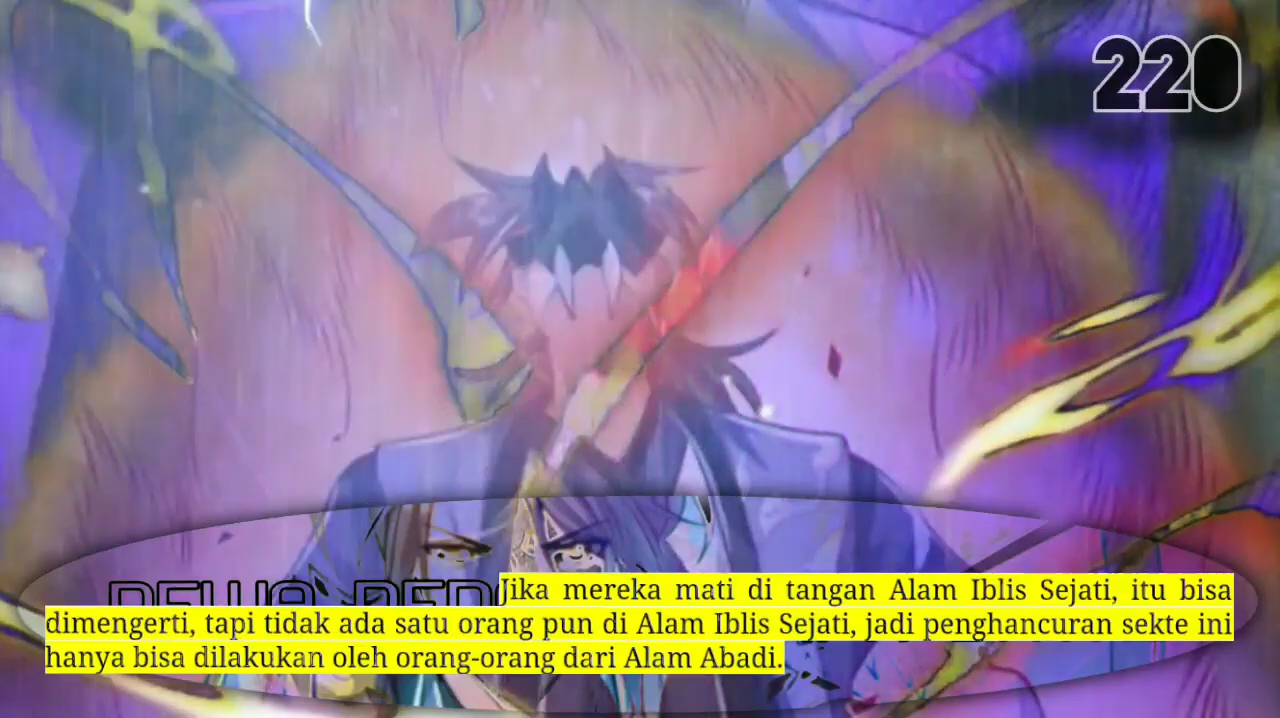 220
Jika mereka mati di tangan Alam Iblis Sejati, itu bisa
dimengerti, tapi tidak ada satu orang pun di Alam Iblis Sejati, jadi penghancuran sekte ini
hanya bisa dilakukan oleh orang-orang dari Alam Abadi.